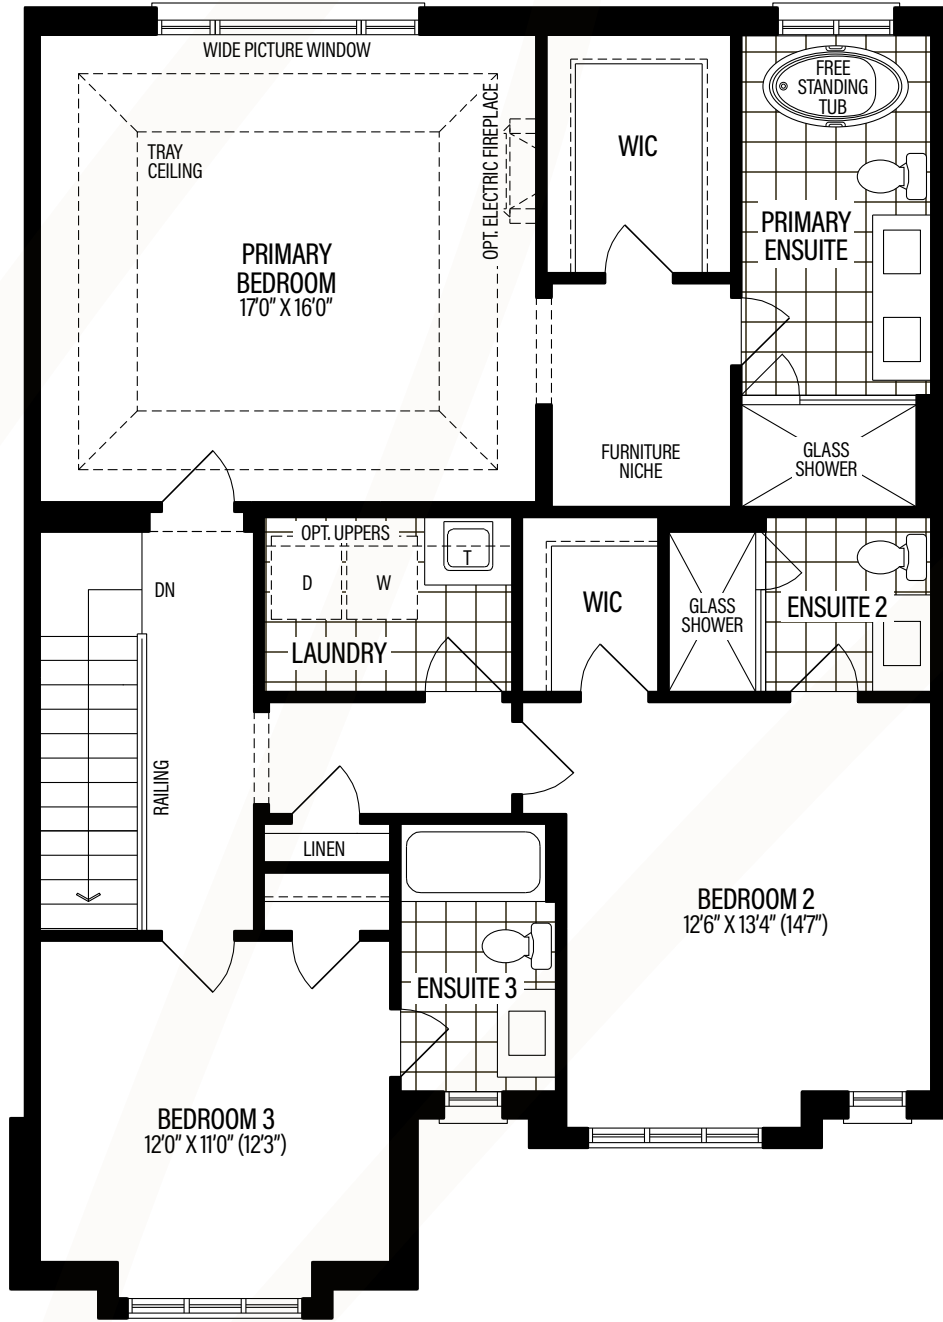 WIDE PICTURE WINDOW
TRAY
CEILING
OPT. ELECTRIC FIREPLACE
PRIMARY
BEDROOM
17'0" X 16'0"
WIC
FREE
STANDING
TUB
PRIMARY
ENSUITE
FURNITURE
NICHE
GLASS
SHOWER
DN
RAILING
OPT. UPPERS
D
W
T
LAUNDRY
WIC
GLASS
SHOWER
ENSUITE 2
LINEN
BEDROOM 2
12'6" X 13'4" (14'7")
ENSUITE 3
BEDROOM 3
12'0" X 11'0" (12'3")